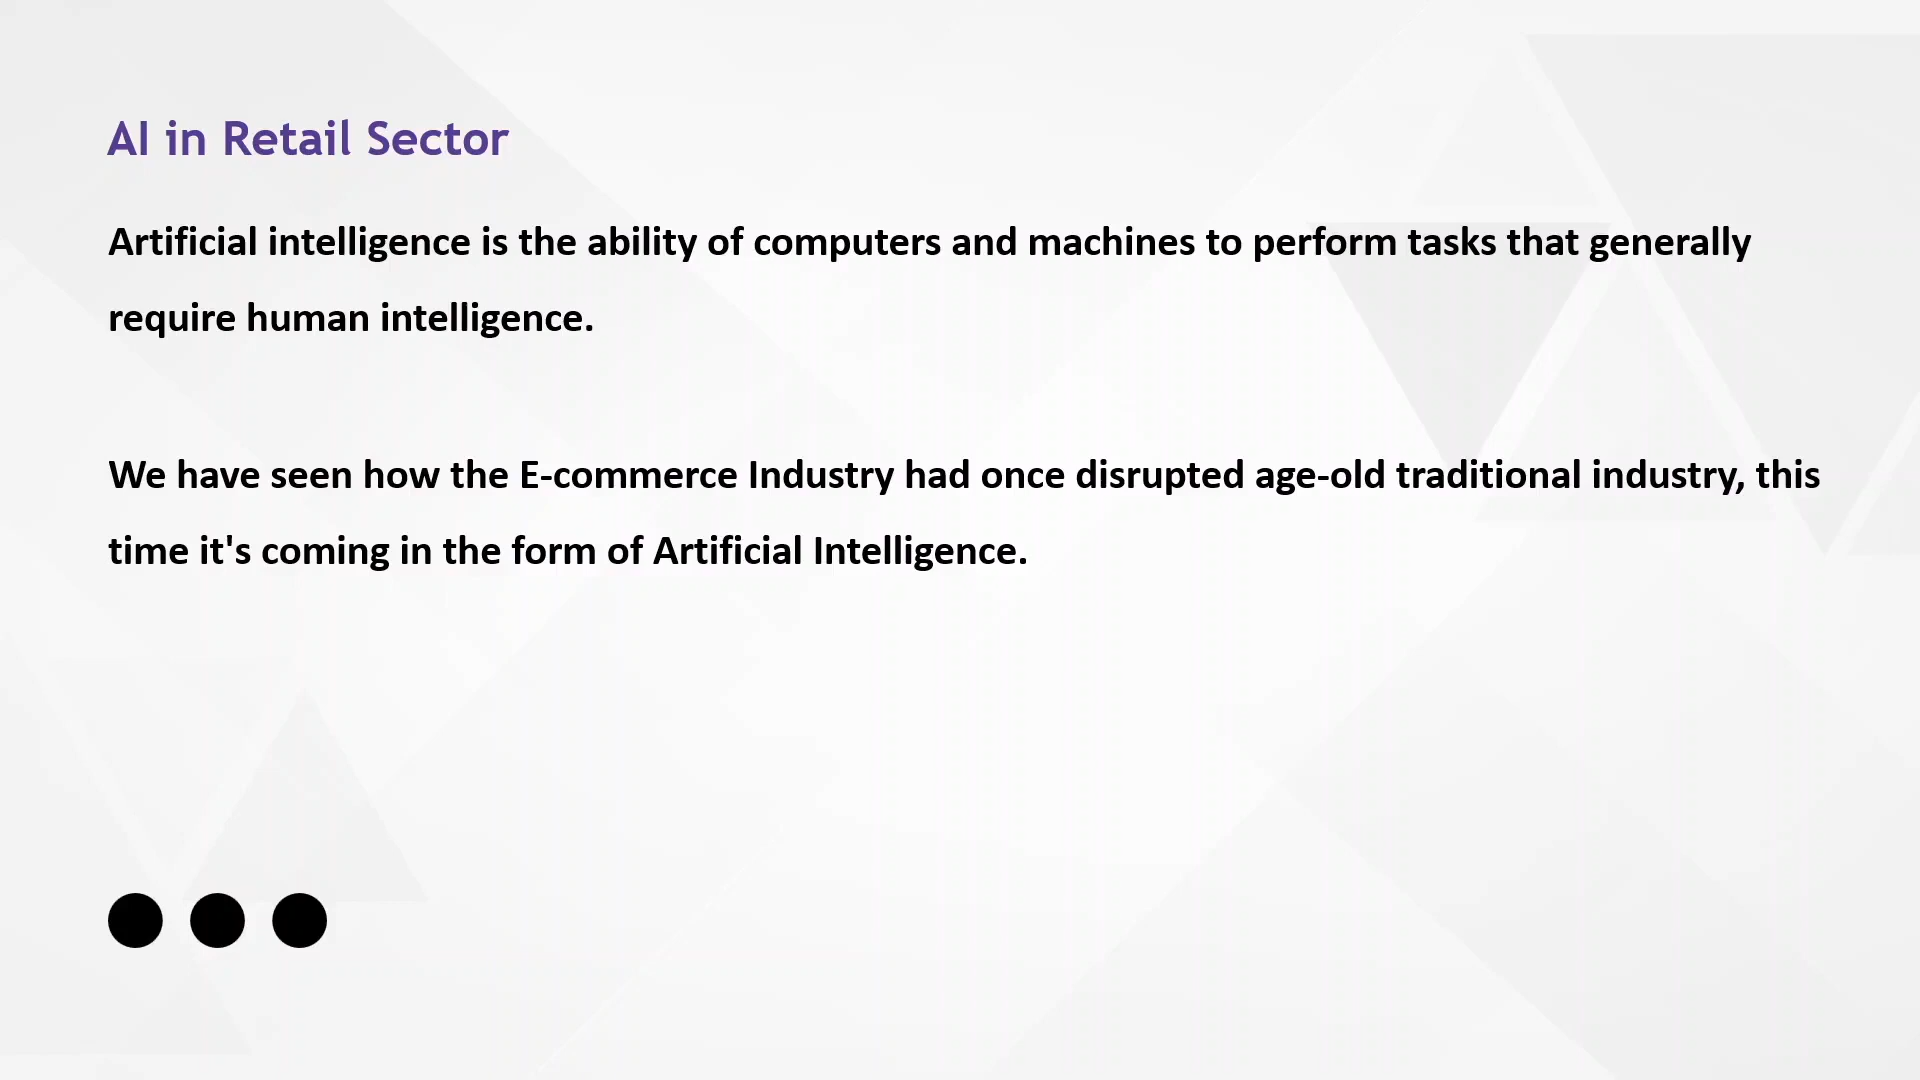 AI in Retail Sector
Artificial intelligence is the ability of computers and machines to perform tasks that generally
require human intelligence.
We have seen how the E-commerce Industry had once disrupted age-old traditional industry, this
time it's coming in the form of Artificial Intelligence.